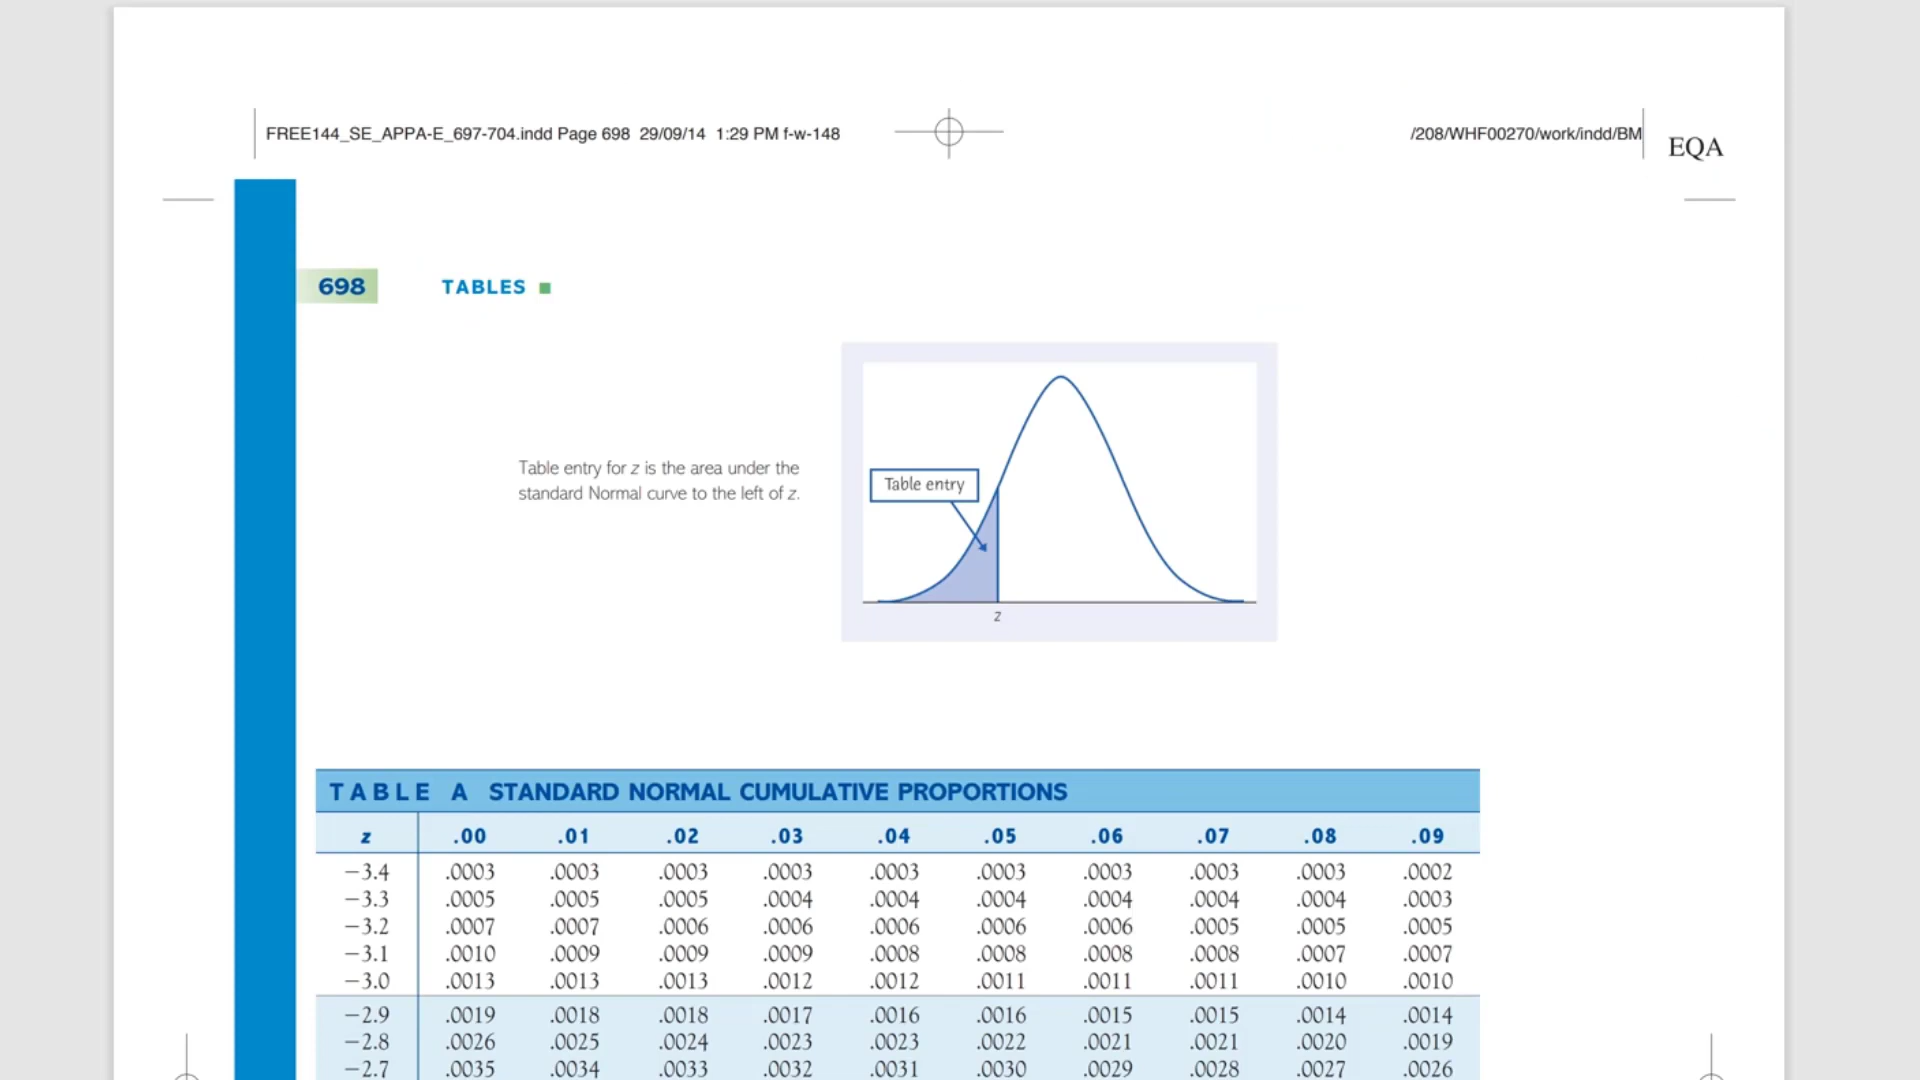 FREE144_SE_APPA-E_697-704.indd Page 698 29/09/14 1:29 PM f-w-148
/208/WHF00270/work/indd/BM
EQA
698 TABLES
Table entry for z is the area under the
standard Normal curve to the left of z.
Table entry
z
TABLE A STANDARD NORMAL CUMULATIVE PROPORTIONS
z .00 .01 .02 .03 .04 .05 .06 .07 .08 .09
−3.4 .0003 .0003 .0003 .0003 .0003 .0003 .0003 .0003 .0003 .0002
−3.3 .0005 .0005 .0005 .0004 .0004 .0004 .0004 .0004 .0004 .0003
−3.2 .0007 .0007 .0006 .0006 .0006 .0006 .0006 .0005 .0005 .0005
−3.1 .0010 .0009 .0009 .0009 .0008 .0008 .0008 .0008 .0007 .0007
−3.0 .0013 .0013 .0013 .0012 .0012 .0011 .0011 .0011 .0010 .0010
−2.9 .0019 .0018 .0018 .0017 .0016 .0016 .0015 .0015 .0014 .0014
−2.8 .0026 .0025 .0024 .0023 .0023 .0022 .0021 .0021 .0020 .0019
−2.7 .0035 .0034 .0033 .0032 .0031 .0030 .0029 .0028 .0027 .0026